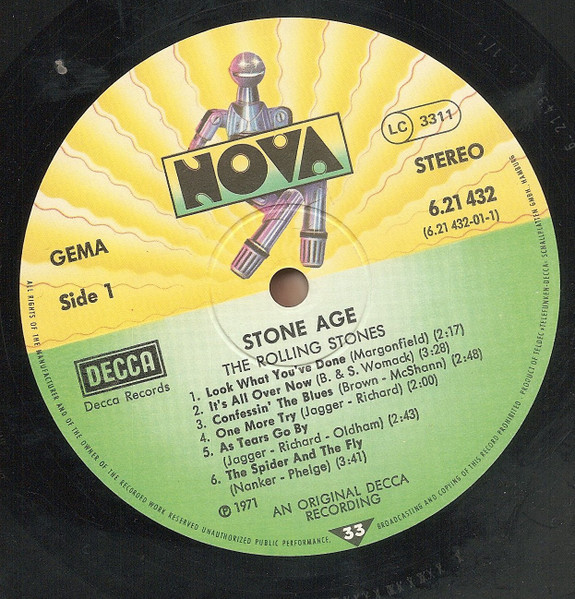 NOVA
LC 3311
STEREO
6.21 432
(6.21 432-01-1)
GEMA
Side 1
DECCA
Decca Records
STONE AGE
THE ROLLING STONES
1. Look What You've Done (Margonfield) (2:17)
2. It's All Over Now (B. & S. Womack) (3:28)
3. Confessin' The Blues (Brown - McShann) (2:48)
4. One More Try (Jagger - Richard) (2:00)
5. As Tears Go By
(Jagger - Richard - Oldham) (2:43)
6. The Spider And The Fly
(Nanker - Phelge) (3:41)
℗ 1971
AN ORIGINAL DECCA
RECORDING
33
ALL RIGHTS OF THE MANUFACTURER AND OF THE OWNER OF THE RECORDED WORK RESERVED UNAUTHORIZED PUBLIC PERFORMANCE, BROADCASTING AND COPYING OF THIS RECORD PROHIBITED · PRODUCT OF TELDEC »TELEFUNKEN-DECCA« SCHALLPLATTEN GMBH, HAMBURG